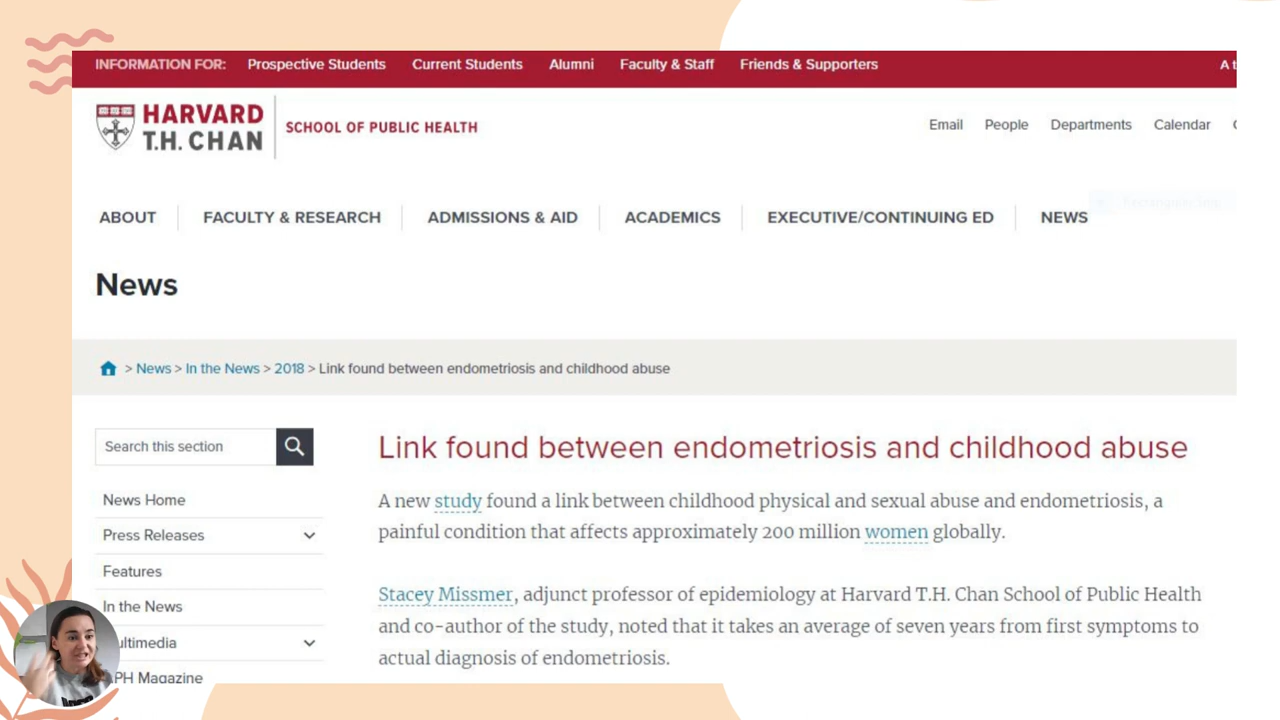 INFORMATION FOR: Prospective Students Current Students Alumni Faculty & Staff Friends & Supporters
HARVARD
T.H. CHAN
SCHOOL OF PUBLIC HEALTH
Email People Departments Calendar
ABOUT FACULTY & RESEARCH ADMISSIONS & AID ACADEMICS EXECUTIVE/CONTINUING ED NEWS
News
> News > In the News > 2018 > Link found between endometriosis and childhood abuse
Search this section
News Home
Press Releases
Features
In the News
ultimedia
PH Magazine
Link found between endometriosis and childhood abuse
A new study found a link between childhood physical and sexual abuse and endometriosis, a
painful condition that affects approximately 200 million women globally.
Stacey Missmer, adjunct professor of epidemiology at Harvard T.H. Chan School of Public Health
and co-author of the study, noted that it takes an average of seven years from first symptoms to
actual diagnosis of endometriosis.